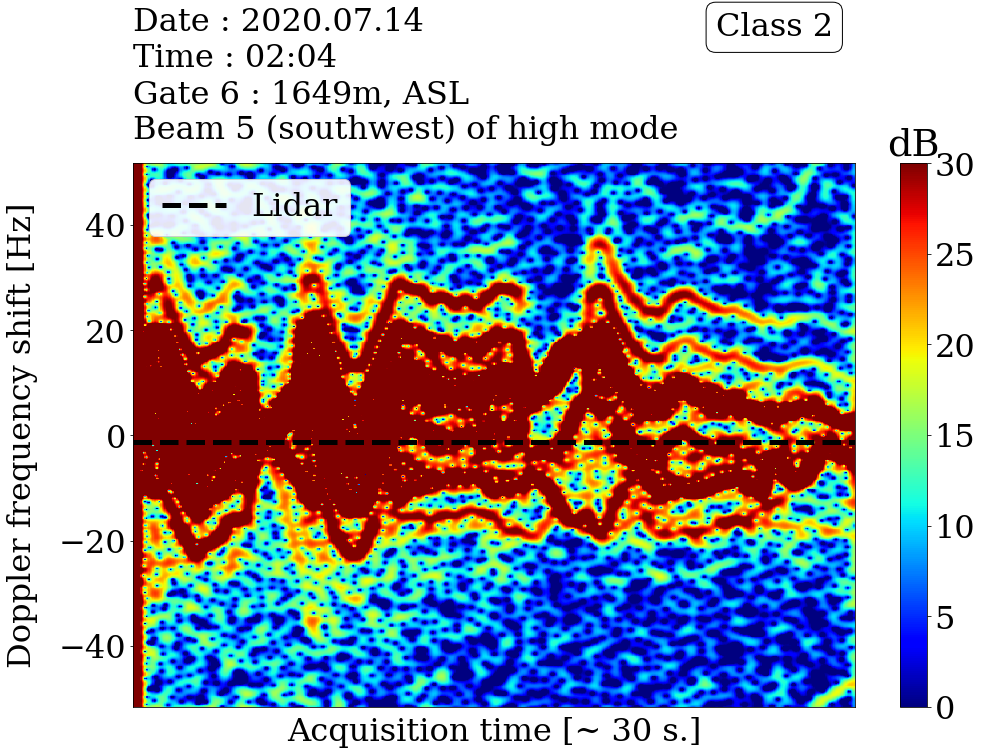 Date : 2020.07.14
Time : 02:04
Gate 6 : 1649m, ASL
Beam 5 (southwest) of high mode
Class 2
dB
Lidar
Doppler frequency shift [Hz]
40
20
0
−20
−40
30
25
20
15
10
5
0
Acquisition time [~ 30 s.]